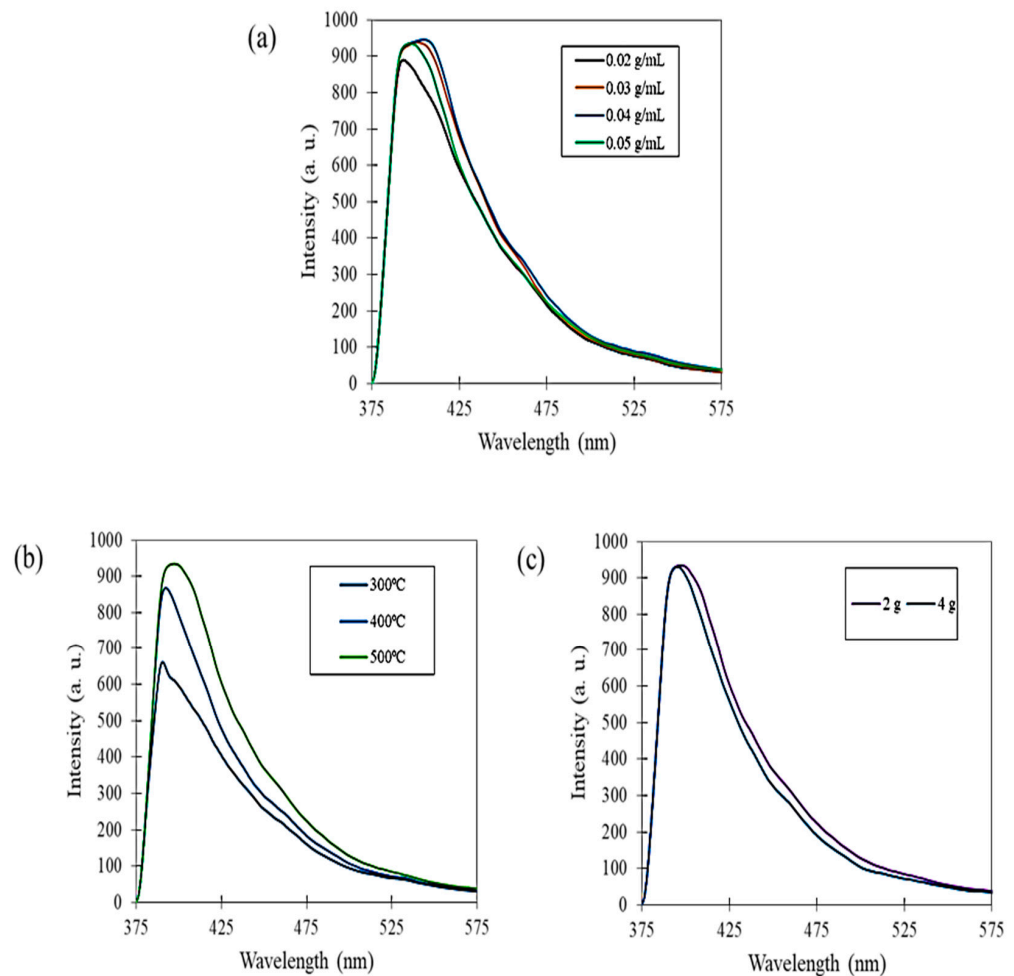 (a)
1000
900
800
700
600
500
400
300
200
100
0
Intensity (a. u.)
0.02 g/mL
0.03 g/mL
0.04 g/mL
0.05 g/mL
375 425 475 525 575
Wavelength (nm)
(b)
1000
900
800
700
600
500
400
300
200
100
0
Intensity (a. u.)
300ºC
400ºC
500ºC
375 425 475 525 575
Wavelength (nm)
(c)
1000
900
800
700
600
500
400
300
200
100
0
Intensity (a. u.)
2 g 4 g
375 425 475 525 575
Wavelength (nm)